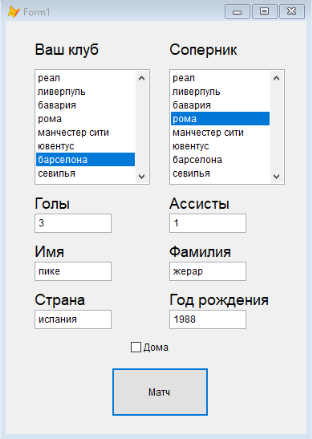 Form1
Ваш клуб Соперник
реал реал
ливерпуль ливерпуль
бавария бавария
рома рома
манчестер сити манчестер сити
ювентус ювентус
барселона барселона
севилья севилья
Голы Ассисты
3 1
Имя Фамилия
пике жерар
Страна Год рождения
испания 1988
Дома
Матч